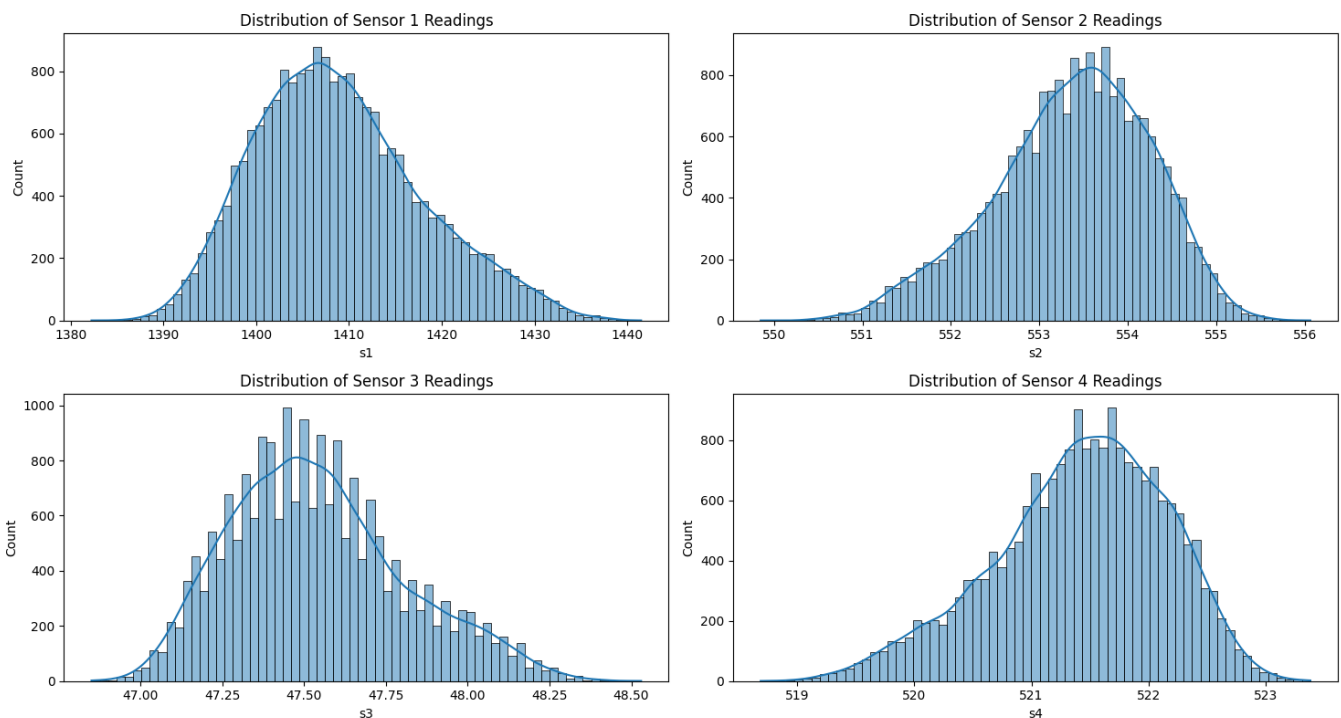 Distribution of Sensor 1 Readings
Count
800
600
400
200
0
1380 1390 1400 1410 1420 1430 1440
s1
Distribution of Sensor 2 Readings
Count
800
600
400
200
0
550 551 552 553 554 555 556
s2
Distribution of Sensor 3 Readings
Count
1000
800
600
400
200
0
47.00 47.25 47.50 47.75 48.00 48.25 48.50
s3
Distribution of Sensor 4 Readings
Count
800
600
400
200
0
519 520 521 522 523
s4